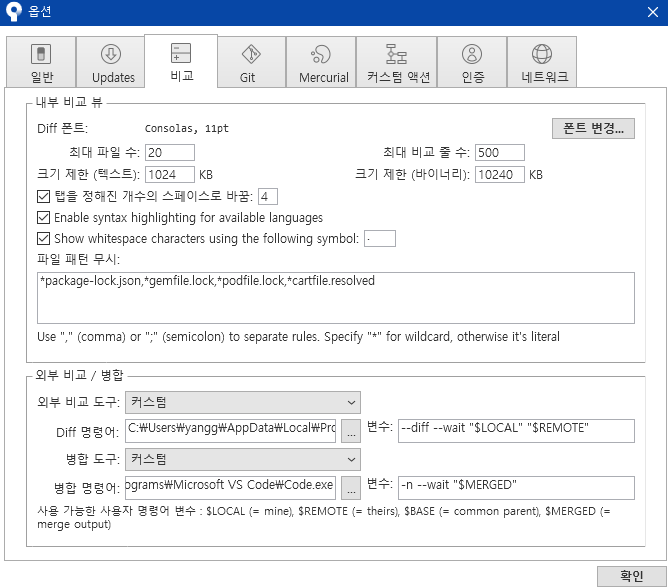 옵션
일반
Updates
비교
Git
Mercurial
커스텀 액션
인증
네트워크
내부 비교 뷰
Diff 폰트: Consolas, 11pt 폰트 변경...
최대 파일 수: 20 최대 비교 줄 수: 500
크기 제한 (텍스트): 1024 KB 크기 제한 (바이너리): 10240 KB
탭을 정해진 개수의 스페이스로 바꿈: 4
Enable syntax highlighting for available languages
Show whitespace characters using the following symbol: ·
파일 패턴 무시:
*package-lock.json,*gemfile.lock,*podfile.lock,*cartfile.resolved
Use "," (comma) or ";" (semicolon) to separate rules. Specify "*" for wildcard, otherwise it's literal
외부 비교 / 병합
외부 비교 도구: 커스텀
Diff 명령어: C:₩Users₩yangg₩AppData₩Local₩Pro ... 변수: --diff --wait "$LOCAL" "$REMOTE"
병합 도구: 커스텀
병합 명령어: ograms₩Microsoft VS Code₩Code.exe ... 변수: -n --wait "$MERGED"
사용 가능한 사용자 명령어 변수 : $LOCAL (= mine), $REMOTE (= theirs), $BASE (= common parent), $MERGED (=
merge output)
확인